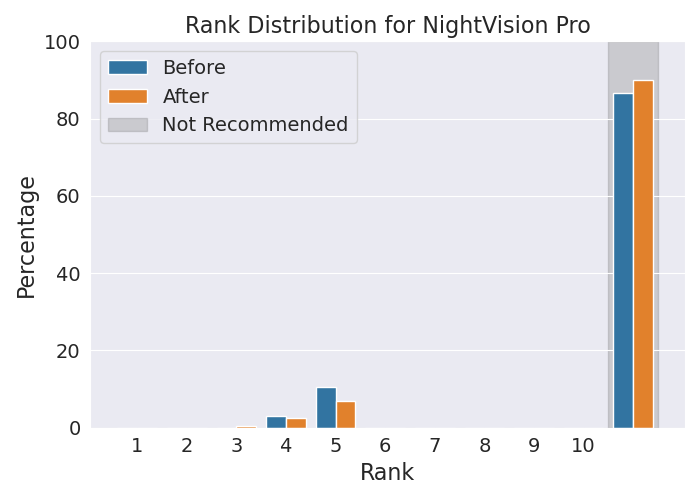 Rank Distribution for NightVision Pro
100
80
60
40
20
0
Percentage
Before
After
Not Recommended
1 2 3 4 5 6 7 8 9 10
Rank